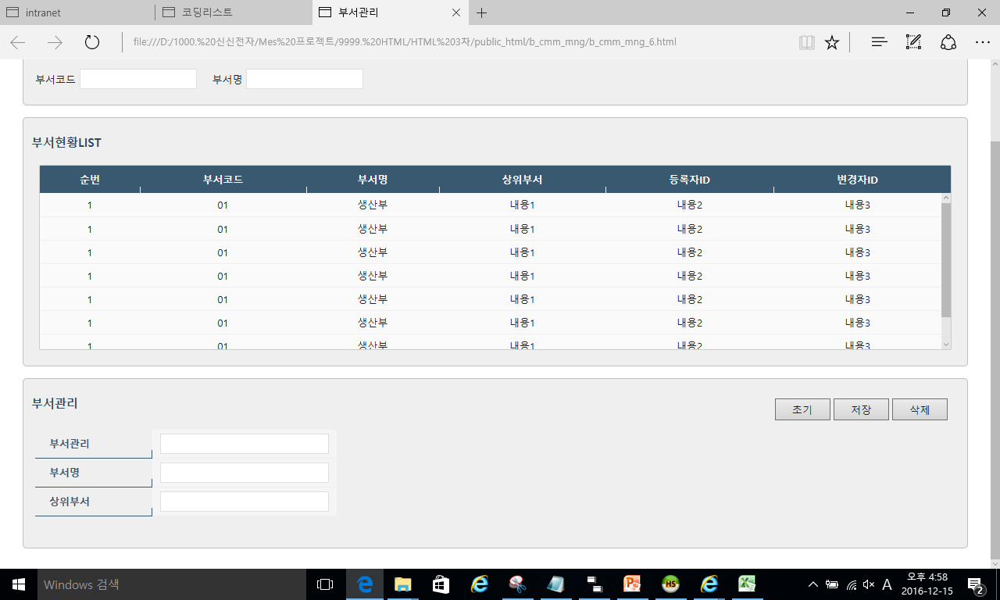 intranet 코딩리스트 부서관리
file:///D:/1000.%20신신전자/Mes%20프로젝트/9999.%20HTML/HTML%203차/public_html/b_cmm_mng/b_cmm_mng_6.html
부서코드 부서명
부서현황LIST
순번 부서코드 부서명 상위부서 등록자ID 변경자ID
1 01 생산부 내용1 내용2 내용3
1 01 생산부 내용1 내용2 내용3
1 01 생산부 내용1 내용2 내용3
1 01 생산부 내용1 내용2 내용3
1 01 생산부 내용1 내용2 내용3
1 01 생산부 내용1 내용2 내용3
1 01 생산부 내용1 내용2 내용3
부서관리
초기 저장 삭제
부서관리
부서명
상위부서
Windows 검색
HS
A
오후 4:58
2016-12-15
2